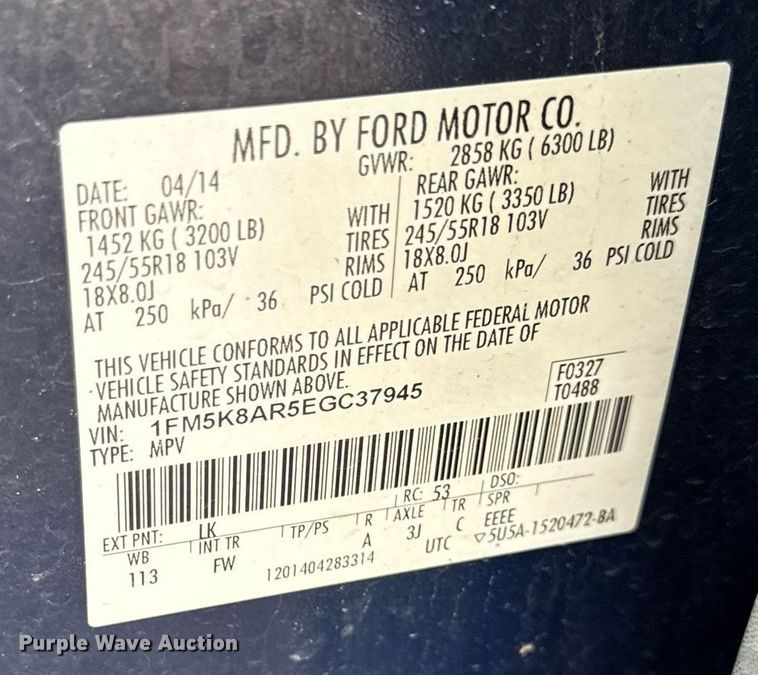 MFD. BY FORD MOTOR CO.
DATE: 04/14 GVWR: 2858 KG ( 6300 LB)
FRONT GAWR: REAR GAWR:
1452 KG ( 3200 LB) WITH 1520 KG ( 3350 LB) WITH
245/55R18 103V TIRES 245/55R18 103V TIRES
18X8.0J RIMS 18X8.0J RIMS
AT 250 kPa/ 36 PSI COLD AT 250 kPa/ 36 PSI COLD
THIS VEHICLE CONFORMS TO ALL APPLICABLE FEDERAL MOTOR
VEHICLE SAFETY STANDARDS IN EFFECT ON THE DATE OF
MANUFACTURE SHOWN ABOVE.
VIN: 1FM5K8AR5EGC37945 F0327
TYPE: MPV T0488
EXT PNT: LK RC: 53 DSO:
WB INT TR TP/PS R AXLE TR SPR
113 FW A 3J C EEEE
1201404283314 UTC ▽5U5A-1520472-BA
Purple Wave Auction